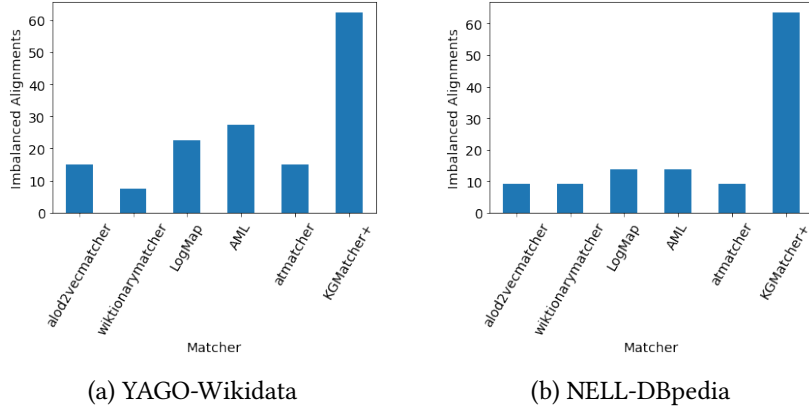 60
50
40
30
20
10
0
Imbalanced Alignments
alod2vecmatcher
wiktionarymatcher
LogMap
AML
atmatcher
KGMatcher+
Matcher
(a) YAGO-Wikidata
60
50
40
30
20
10
0
Imbalanced Alignments
alod2vecmatcher
wiktionarymatcher
LogMap
AML
atmatcher
KGMatcher+
Matcher
(b) NELL-DBpedia